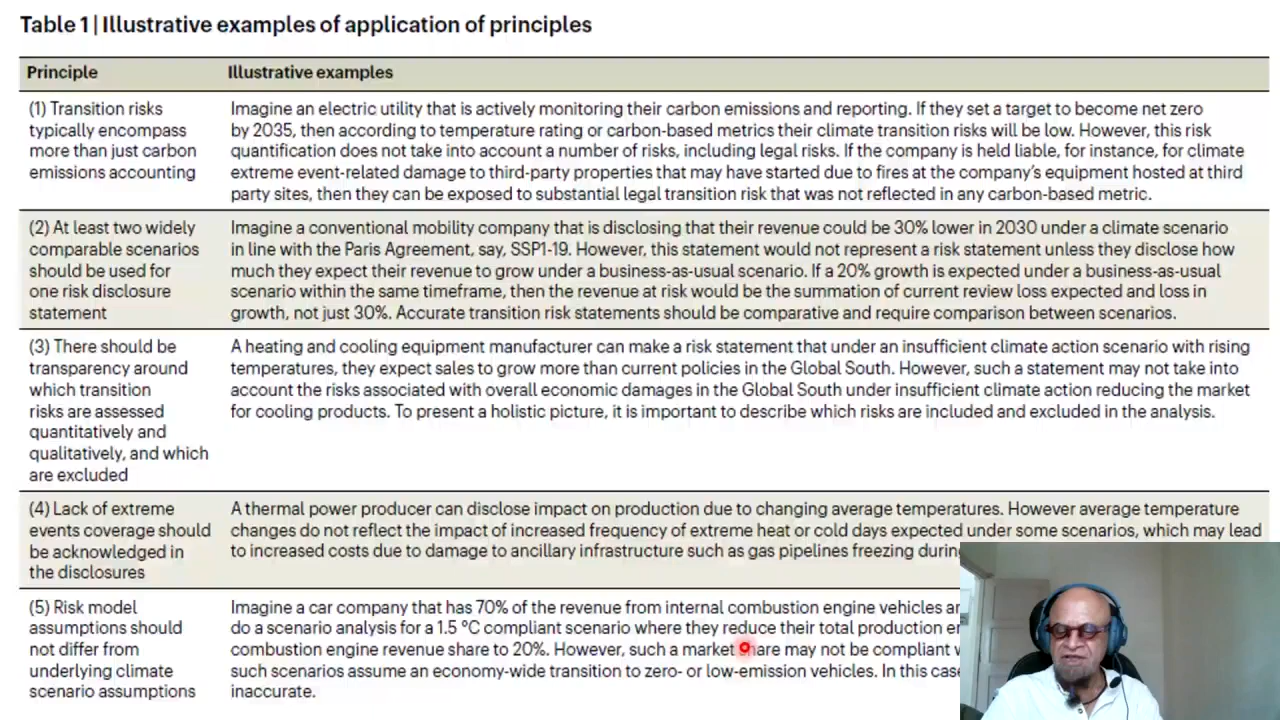 Table 1 | Illustrative examples of application of principles
Principle
Illustrative examples
(1) Transition risks
typically encompass
more than just carbon
emissions accounting
Imagine an electric utility that is actively monitoring their carbon emissions and reporting. If they set a target to become net zero
by 2035, then according to temperature rating or carbon-based metrics their climate transition risks will be low. However, this risk
quantification does not take into account a number of risks, including legal risks. If the company is held liable, for instance, for climate
extreme event-related damage to third-party properties that may have started due to fires at the company's equipment hosted at third
party sites, then they can be exposed to substantial legal transition risk that was not reflected in any carbon-based metric.
(2) At least two widely
comparable scenarios
should be used for
one risk disclosure
statement
Imagine a conventional mobility company that is disclosing that their revenue could be 30% lower in 2030 under a climate scenario
in line with the Paris Agreement, say, SSP1-19. However, this statement would not represent a risk statement unless they disclose how
much they expect their revenue to grow under a business-as-usual scenario. If a 20% growth is expected under a business-as-usual
scenario within the same timeframe, then the revenue at risk would be the summation of current review loss expected and loss in
growth, not just 30%. Accurate transition risk statements should be comparative and require comparison between scenarios.
(3) There should be
transparency around
which transition
risks are assessed
quantitatively and
qualitatively, and which
are excluded
A heating and cooling equipment manufacturer can make a risk statement that under an insufficient climate action scenario with rising
temperatures, they expect sales to grow more than current policies in the Global South. However, such a statement may not take into
account the risks associated with overall economic damages in the Global South under insufficient climate action reducing the market
for cooling products. To present a holistic picture, it is important to describe which risks are included and excluded in the analysis.
(4) Lack of extreme
events coverage should
be acknowledged in
the disclosures
A thermal power producer can disclose impact on production due to changing average temperatures. However average temperature
changes do not reflect the impact of increased frequency of extreme heat or cold days expected under some scenarios, which may lead
to increased costs due to damage to ancillary infrastructure such as gas pipelines freezing during
(5) Risk model
assumptions should
not differ from
underlying climate
scenario assumptions
Imagine a car company that has 70% of the revenue from internal combustion engine vehicles
do a scenario analysis for a 1.5 °C compliant scenario where they reduce their total production
combustion engine revenue share to 20%. However, such a market share may not be compliant
such scenarios assume an economy-wide transition to zero- or low-emission vehicles. In this case
inaccurate.